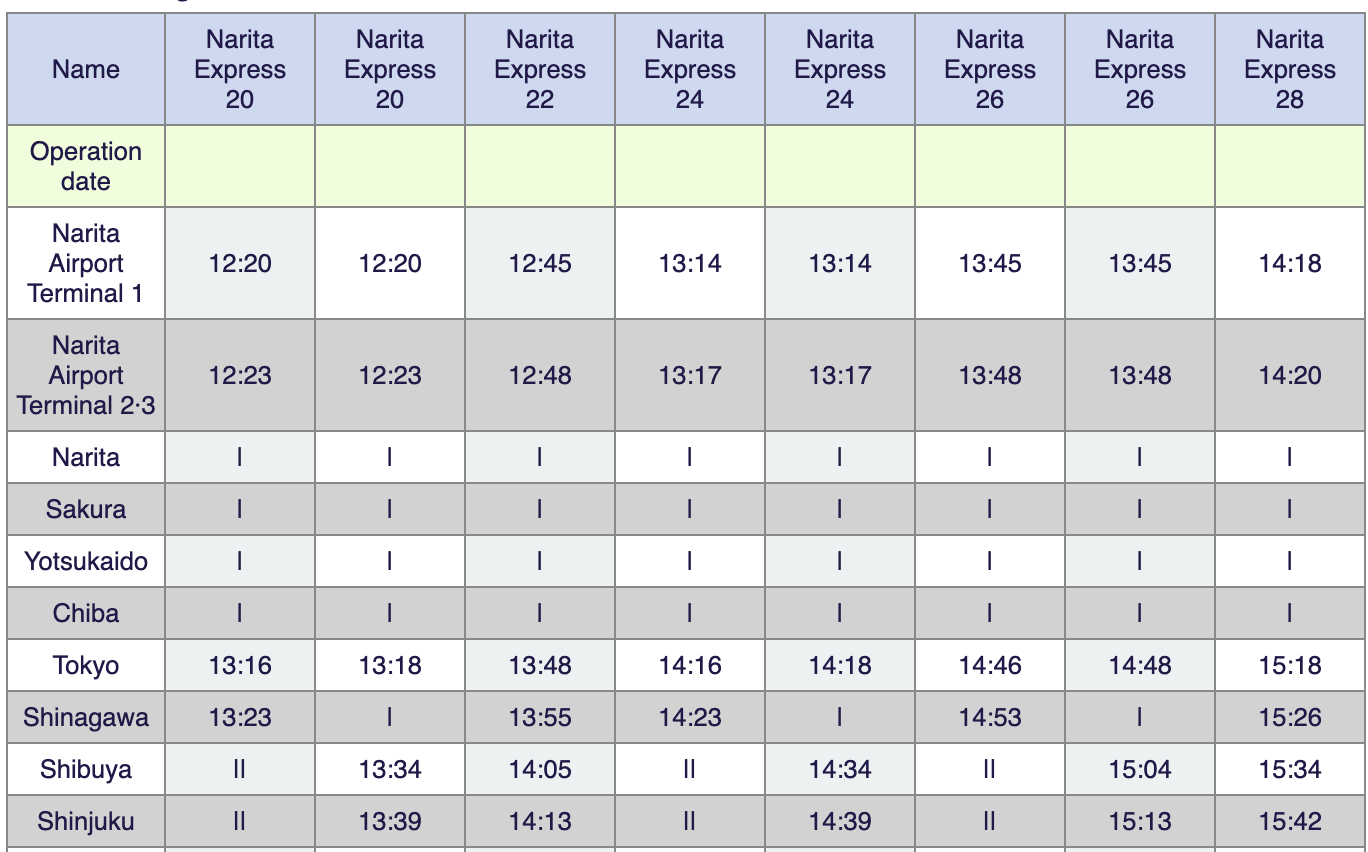 Name Narita Express 20 Narita Express 20 Narita Express 22 Narita Express 24 Narita Express 24 Narita Express 26 Narita Express 26 Narita Express 28
Operation date
Narita Airport Terminal 1 12:20 12:20 12:45 13:14 13:14 13:45 13:45 14:18
Narita Airport Terminal 2·3 12:23 12:23 12:48 13:17 13:17 13:48 13:48 14:20
Narita | | | | | | | |
Sakura | | | | | | | |
Yotsukaido | | | | | | | |
Chiba | | | | | | | |
Tokyo 13:16 13:18 13:48 14:16 14:18 14:46 14:48 15:18
Shinagawa 13:23 | 13:55 14:23 | 14:53 | 15:26
Shibuya || 13:34 14:05 || 14:34 || 15:04 15:34
Shinjuku || 13:39 14:13 || 14:39 || 15:13 15:42